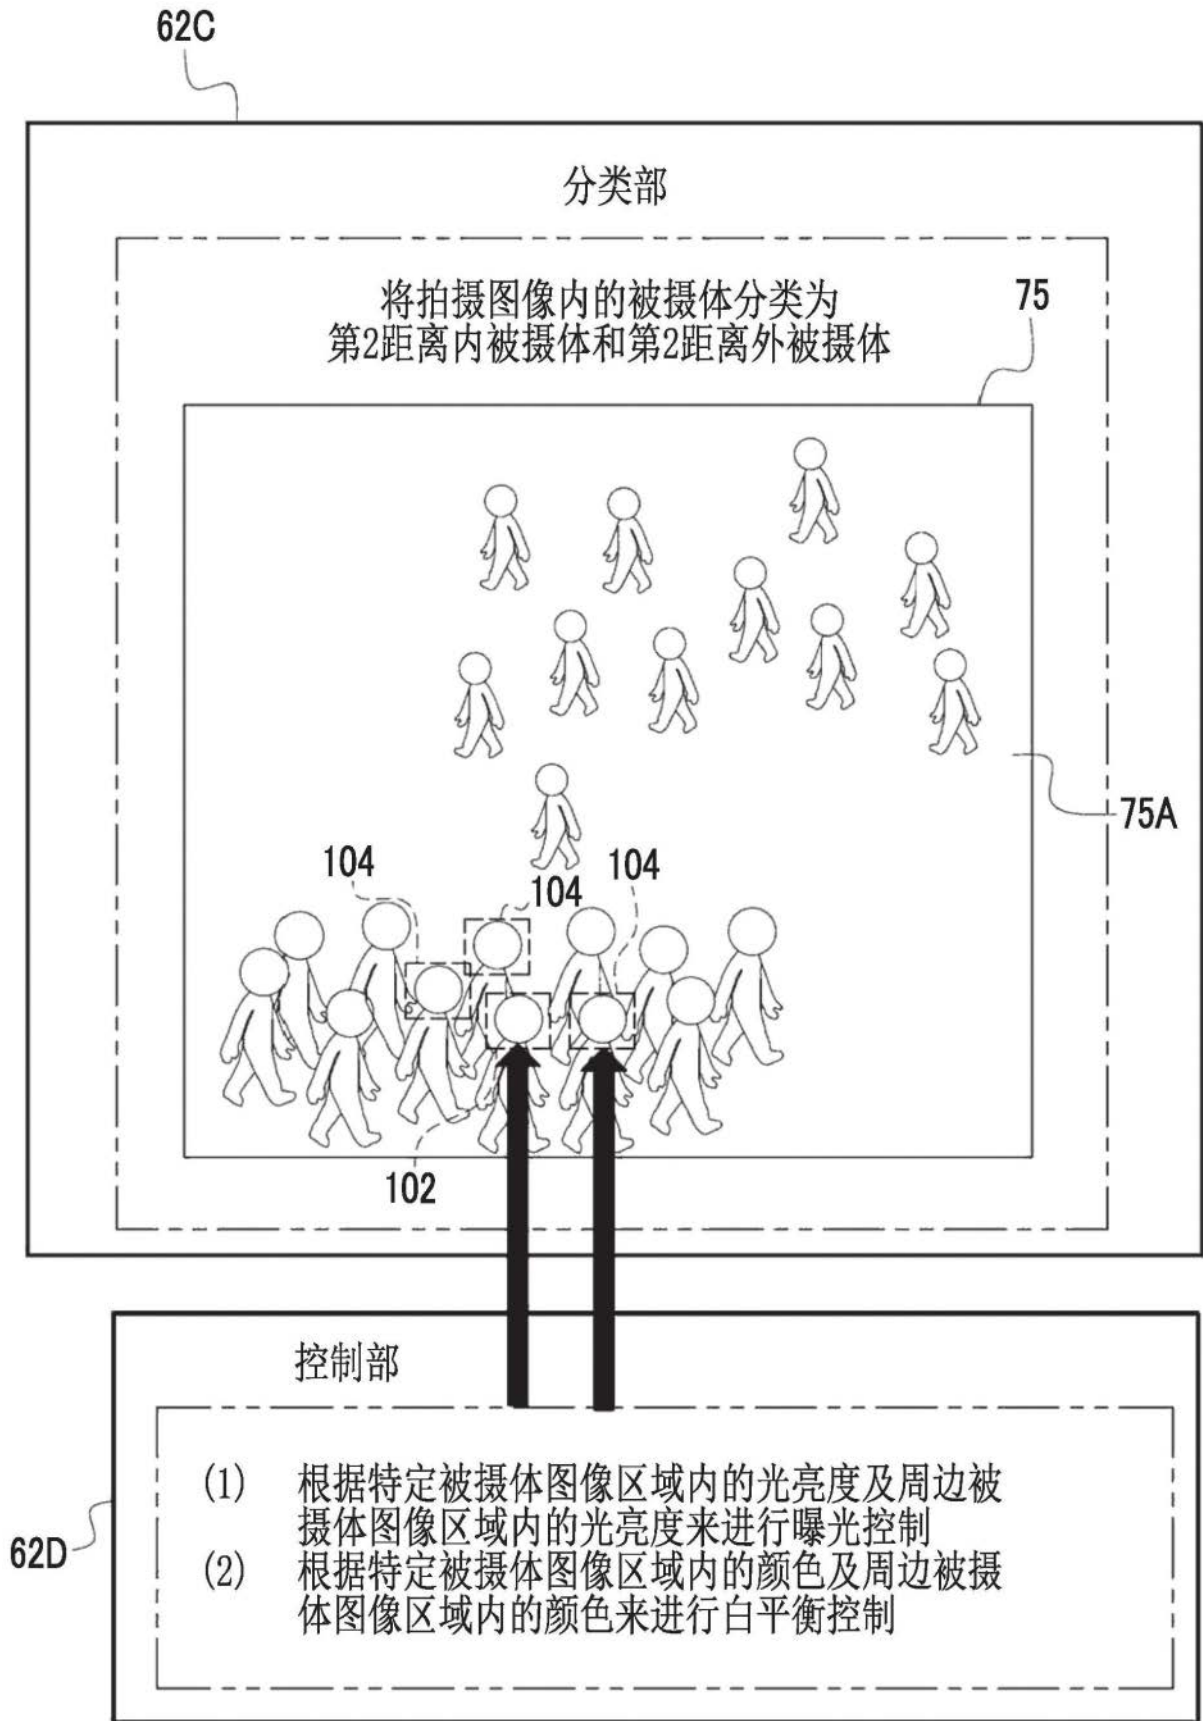 62C
分类部
将拍摄图像内的被摄体分类为
第2距离内被摄体和第2距离外被摄体
75
75A
104
104
104
102
控制部
(1) 根据特定被摄体图像区域内的光亮度及周边被
摄体图像区域内的光亮度来进行曝光控制
(2) 根据特定被摄体图像区域内的颜色及周边被摄
体图像区域内的颜色来进行白平衡控制
62D